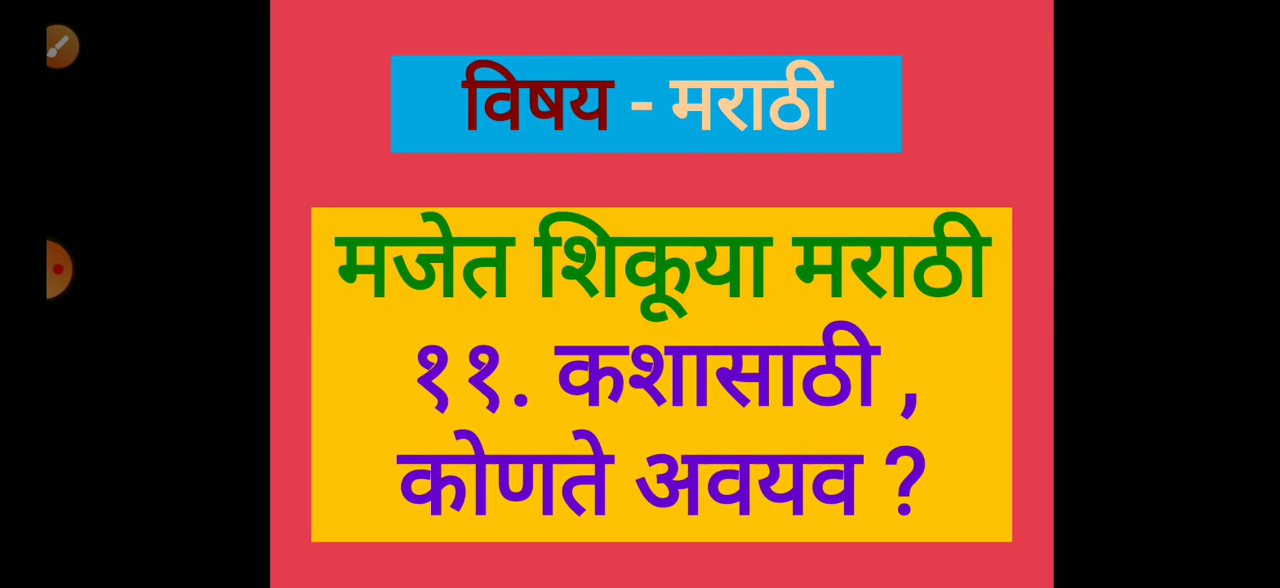 विषय - मराठी
मजेत शिकूया मराठी
११. कशासाठी ,
कोणते अवयव ?